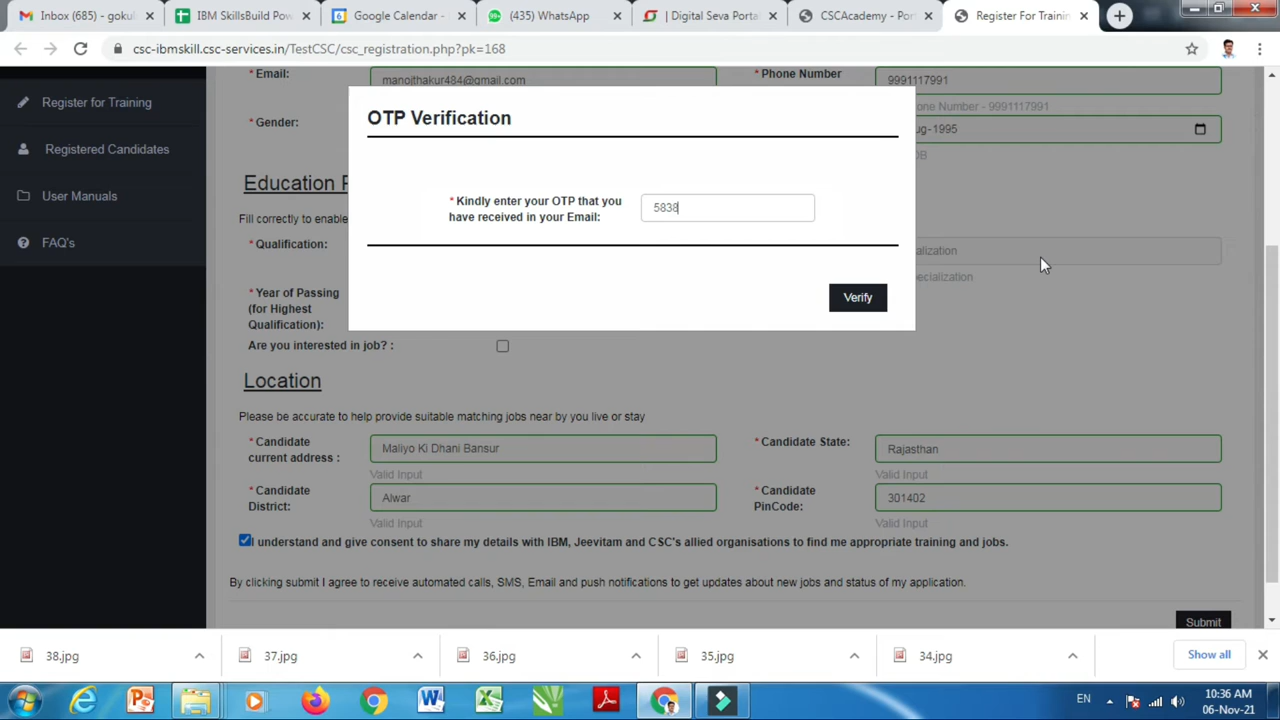 Inbox (685) - goku
IBM SkillsBuild Pow
Google Calendar -
(435) WhatsApp
| Digital Seva Porta
CSCAcademy - Por
Register For Trainin
csc-ibmskill.csc-services.in/TestCSC/csc_registration.php?pk=168
Register for Training
Registered Candidates
User Manuals
FAQ's
* Email:
manojthakur484@gmail.com
* Phone Number
9991117991
one Number - 9991117991
* Gender:
ug-1995
OB
OTP Verification
* Kindly enter your OTP that you
have received in your Email:
5838
Verify
Education P
Fill correctly to enable
* Qualification:
ialization
pecialization
* Year of Passing
(for Highest
Qualification):
Are you interested in job? :
Location
Please be accurate to help provide suitable matching jobs near by you live or stay
* Candidate
current address :
Maliyo Ki Dhani Bansur
Valid Input
* Candidate State:
Rajasthan
Valid Input
* Candidate
District:
Alwar
Valid Input
* Candidate
PinCode:
301402
Valid Input
I understand and give consent to share my details with IBM, Jeevitam and CSC's allied organisations to find me appropriate training and jobs.
By clicking submit I agree to receive automated calls, SMS, Email and push notifications to get updates about new jobs and status of my application.
Submit
38.jpg
37.jpg
36.jpg
35.jpg
34.jpg
Show all
EN
10:36 AM
06-Nov-21